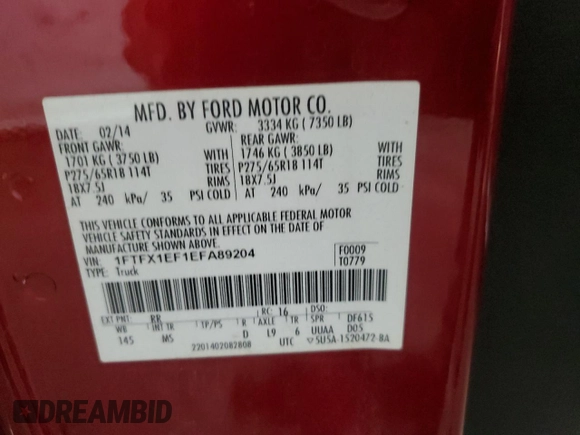 MFD. BY FORD MOTOR CO.
DATE: 02/14 GVWR: 3334 KG ( 7350 LB)
FRONT GAWR: REAR GAWR:
1701 KG ( 3750 LB) WITH 1746 KG ( 3850 LB) WITH
P275/65R18 114T TIRES P275/65R18 114T TIRES
18X7.5J RIMS 18X7.5J RIMS
AT 240 kPa/ 35 PSI COLD AT 240 kPa/ 35 PSI COLD
THIS VEHICLE CONFORMS TO ALL APPLICABLE FEDERAL MOTOR
VEHICLE SAFETY STANDARDS IN EFFECT ON THE DATE OF
MANUFACTURE SHOWN ABOVE.
VIN: 1FTFX1EF1EFA89204 F0009
TYPE: Truck T0779
EXT PNT: RR RC: 16 DSO:
WB INT TR TP/PS R AXLE TR SPR DF615
145 MS D L9 6 UUAA D05
2201402082808 UTC ▽SUSA-1520472-BA
DREAMBID